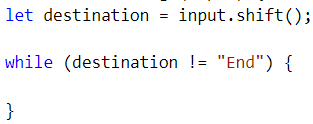 let destination = input.shift();
while (destination != "End") {
}